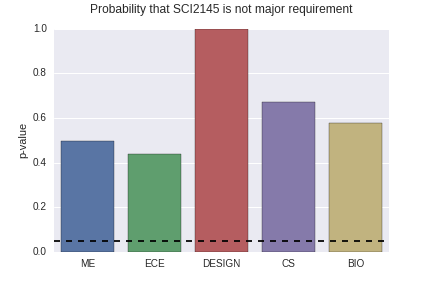 Probability that SCI2145 is not major requirement
p-value
1.0
0.8
0.6
0.4
0.2
0.0
ME ECE DESIGN CS BIO